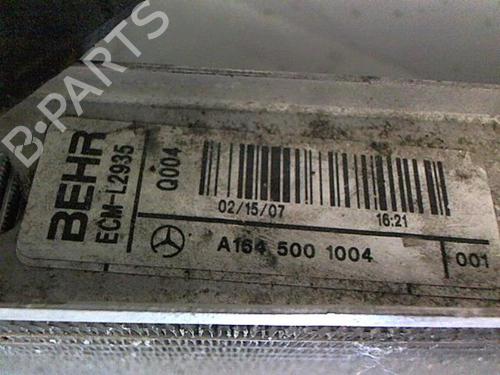 B-PARTS
BEHR
ECM-L2935
Q004
02/15/07 16:21
A164 500 1004
001